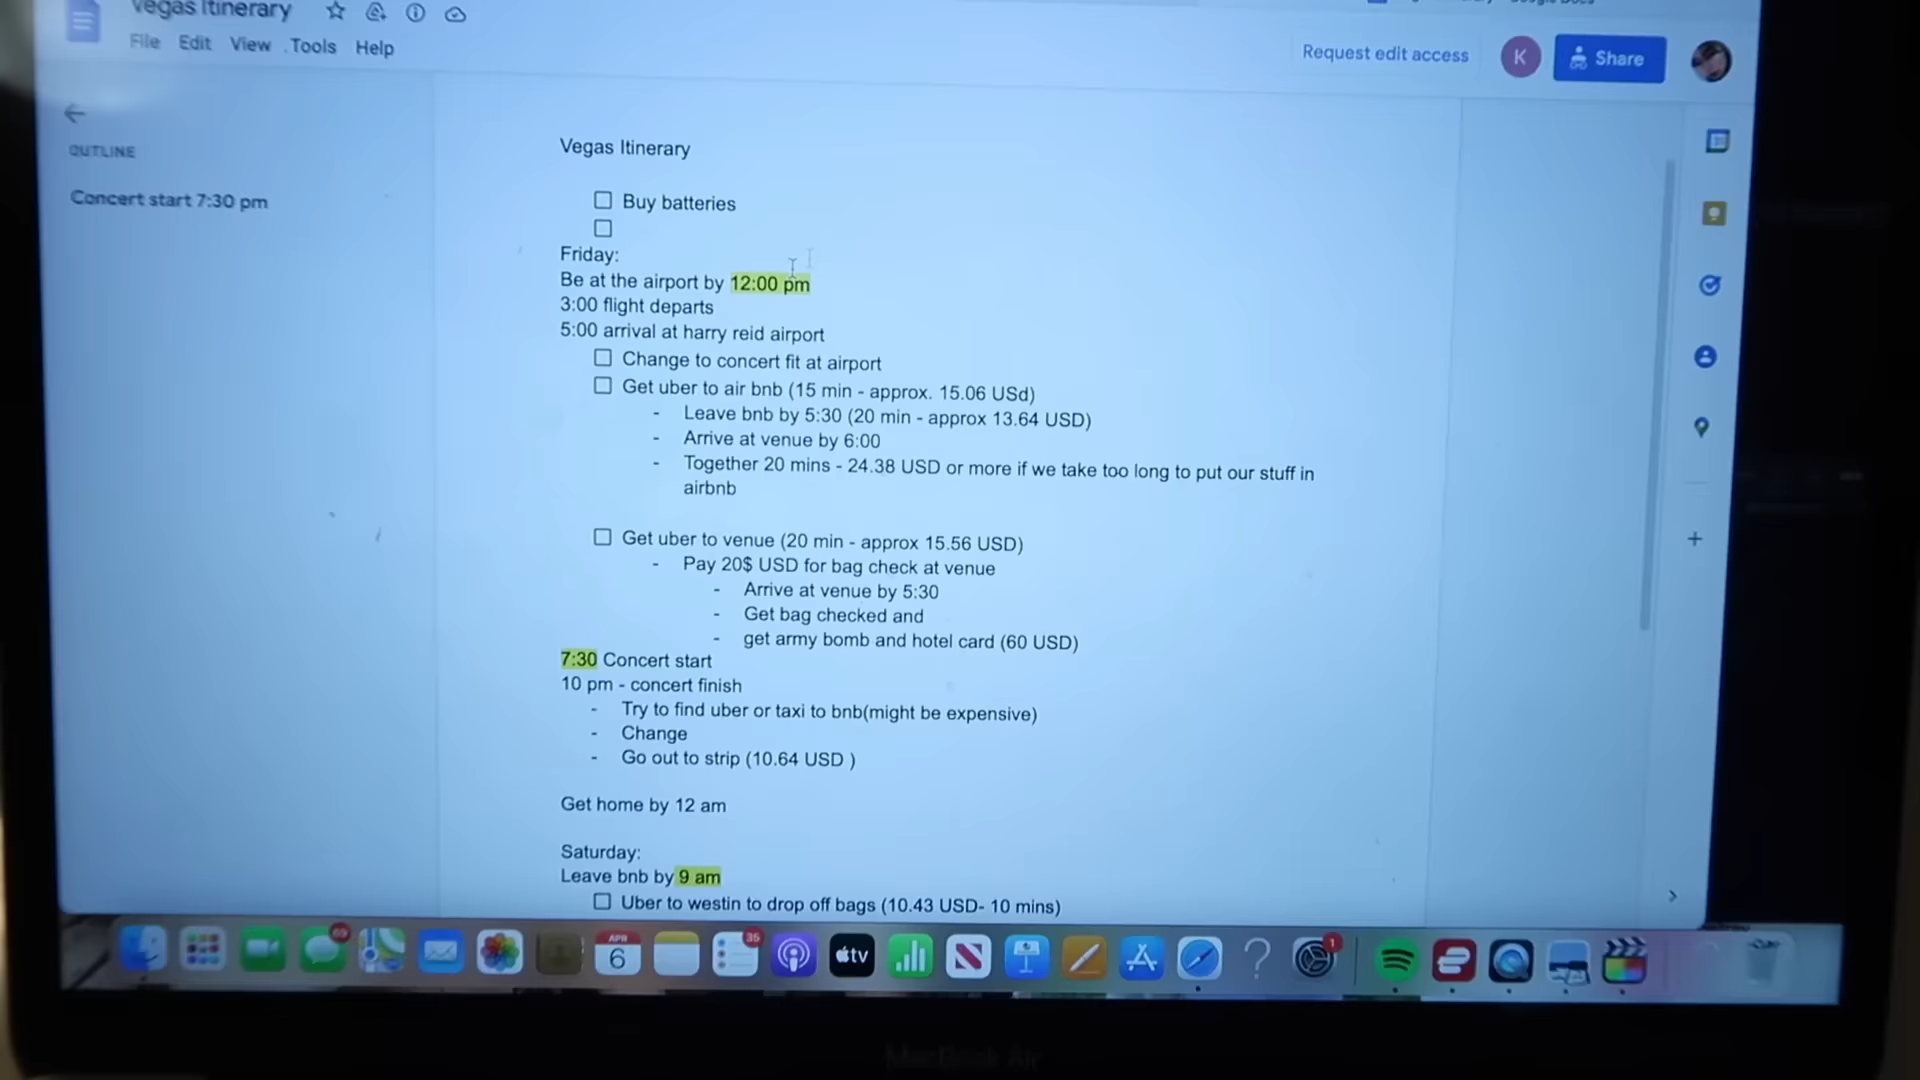 Vegas Itinerary
File Edit View Tools Help
Request edit access
K
Share
OUTLINE
Concert start 7:30 pm
Vegas Itinerary
Buy batteries
Friday:
Be at the airport by 12:00 pm
3:00 flight departs
5:00 arrival at harry reid airport
Change to concert fit at airport
Get uber to air bnb (15 min - approx. 15.06 USd)
- Leave bnb by 5:30 (20 min - approx 13.64 USD)
- Arrive at venue by 6:00
- Together 20 mins - 24.38 USD or more if we take too long to put our stuff in
airbnb
Get uber to venue (20 min - approx 15.56 USD)
- Pay 20$ USD for bag check at venue
- Arrive at venue by 5:30
- Get bag checked and
- get army bomb and hotel card (60 USD)
7:30 Concert start
10 pm - concert finish
- Try to find uber or taxi to bnb(might be expensive)
- Change
- Go out to strip (10.64 USD )
Get home by 12 am
Saturday:
Leave bnb by 9 am
Uber to westin to drop off bags (10.43 USD- 10 mins)
69
APR
6
35
tv
1
MacBook Air